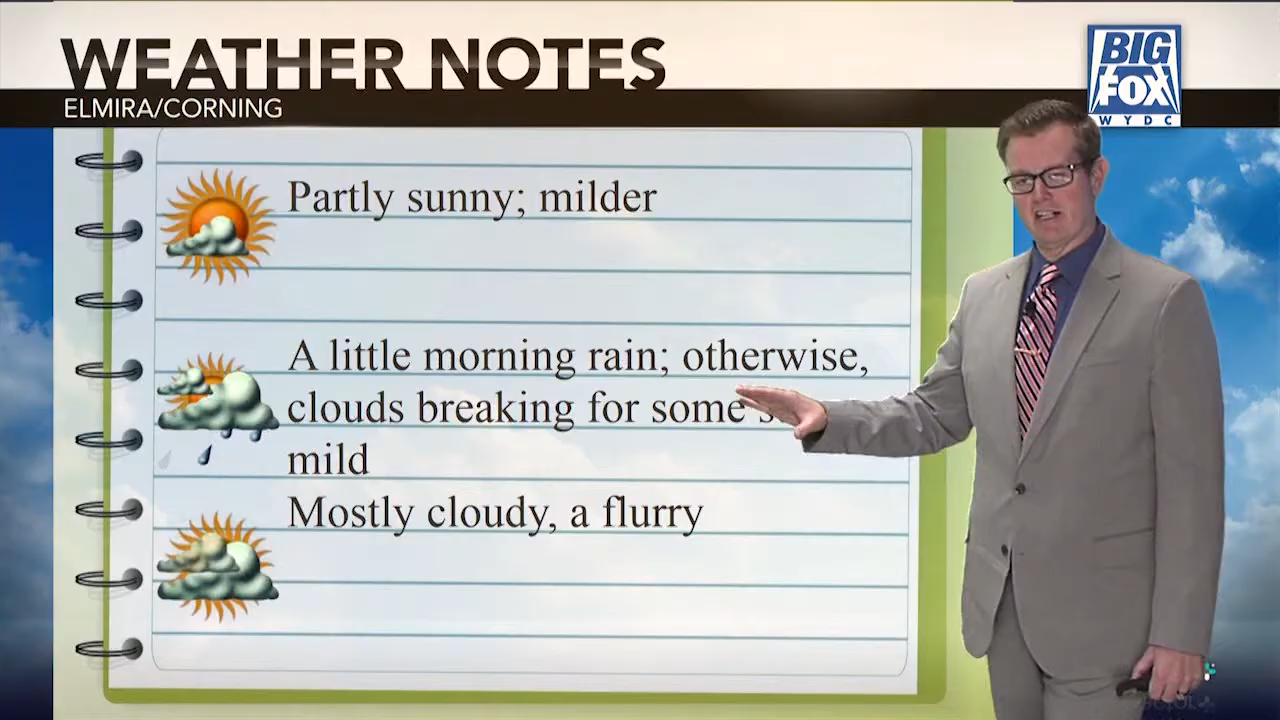 WEATHER NOTES
ELMIRA/CORNING
BIG
FOX
WYDC
Partly sunny; milder
A little morning rain; otherwise,
clouds breaking for some
mild
Mostly cloudy, a flurry